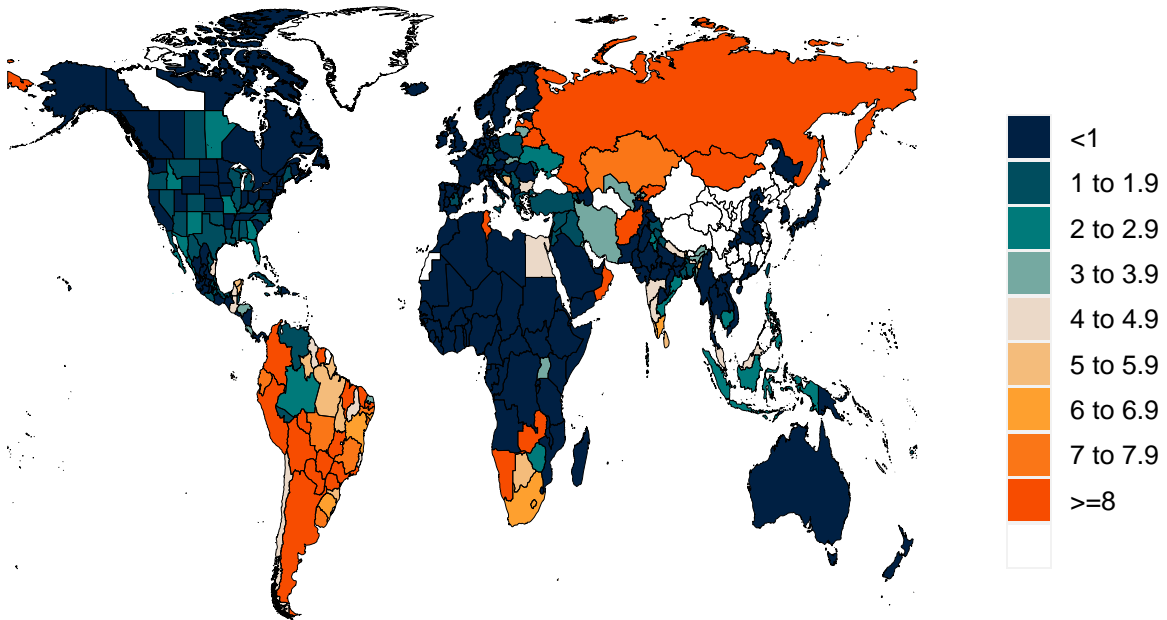 <1
1 to 1.9
2 to 2.9
3 to 3.9
4 to 4.9
5 to 5.9
6 to 6.9
7 to 7.9
>=8